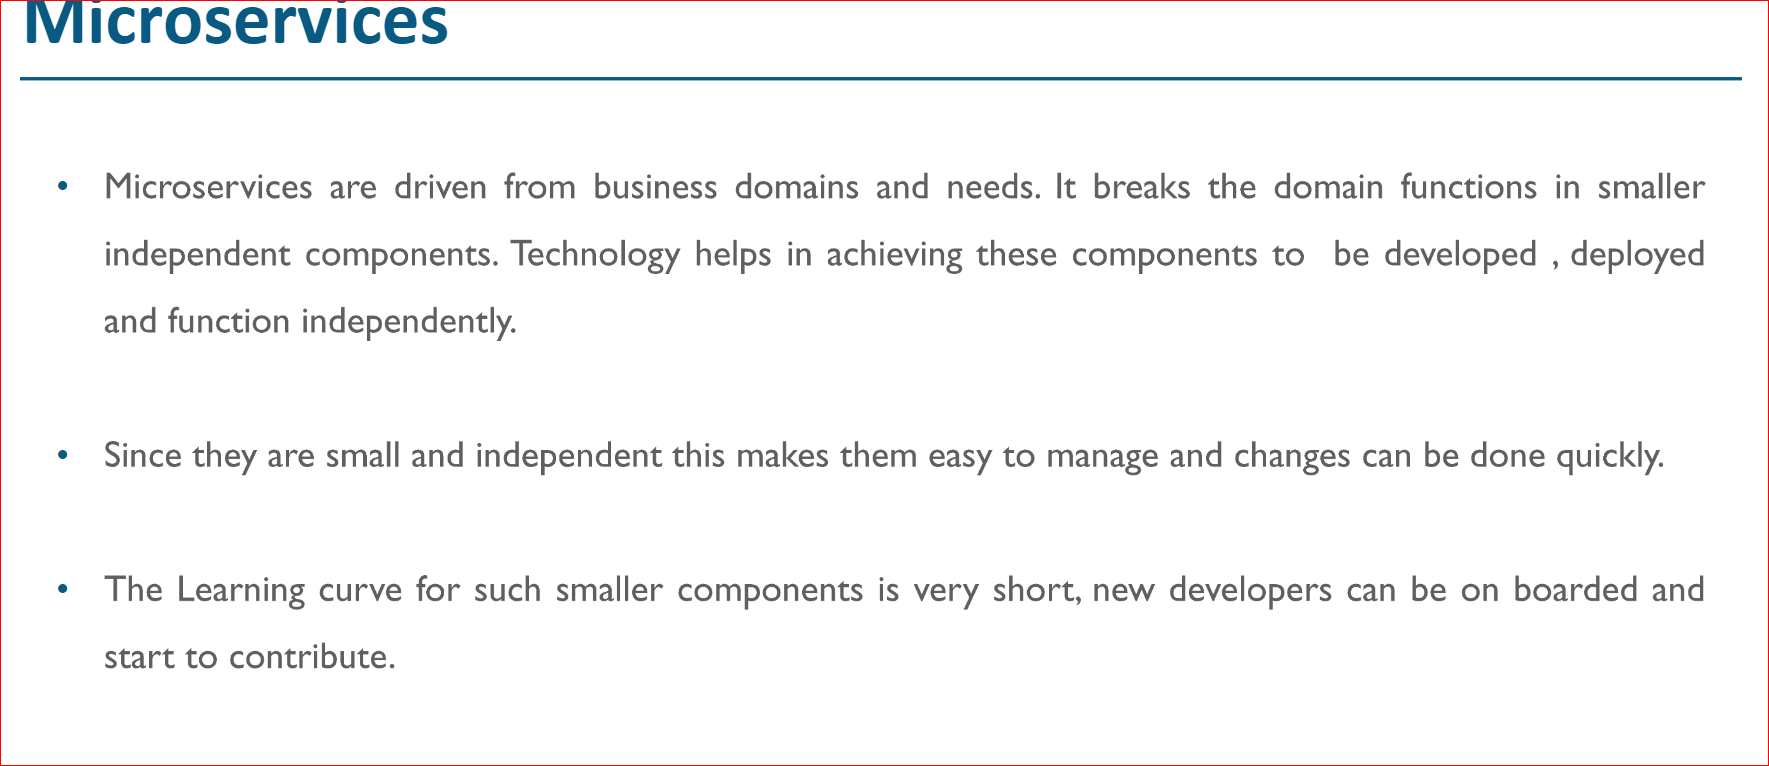 Microservices
• Microservices are driven from business domains and needs. It breaks the domain functions in smaller
independent components. Technology helps in achieving these components to be developed , deployed
and function independently.
• Since they are small and independent this makes them easy to manage and changes can be done quickly.
• The Learning curve for such smaller components is very short, new developers can be on boarded and
start to contribute.